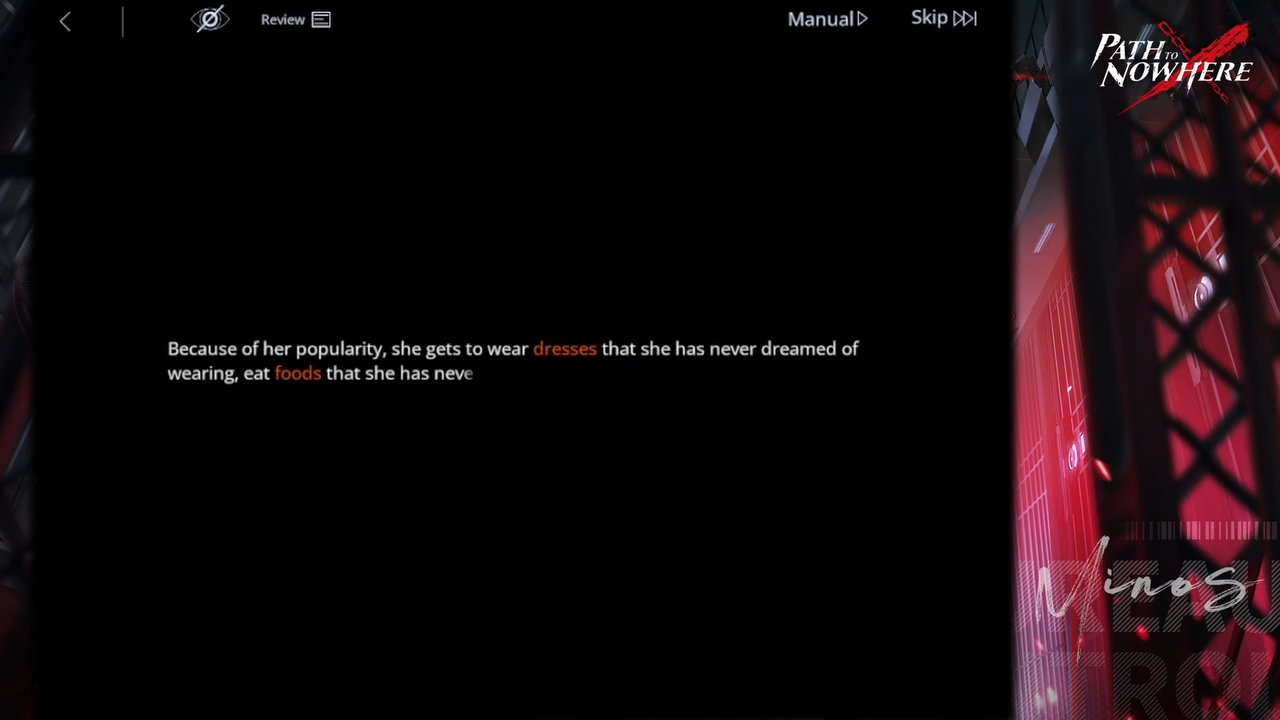 Review
Manual
Skip
PATH TO
NOWHERE
Because of her popularity, she gets to wear dresses that she has never dreamed of
wearing, eat foods that she has neve
Minos